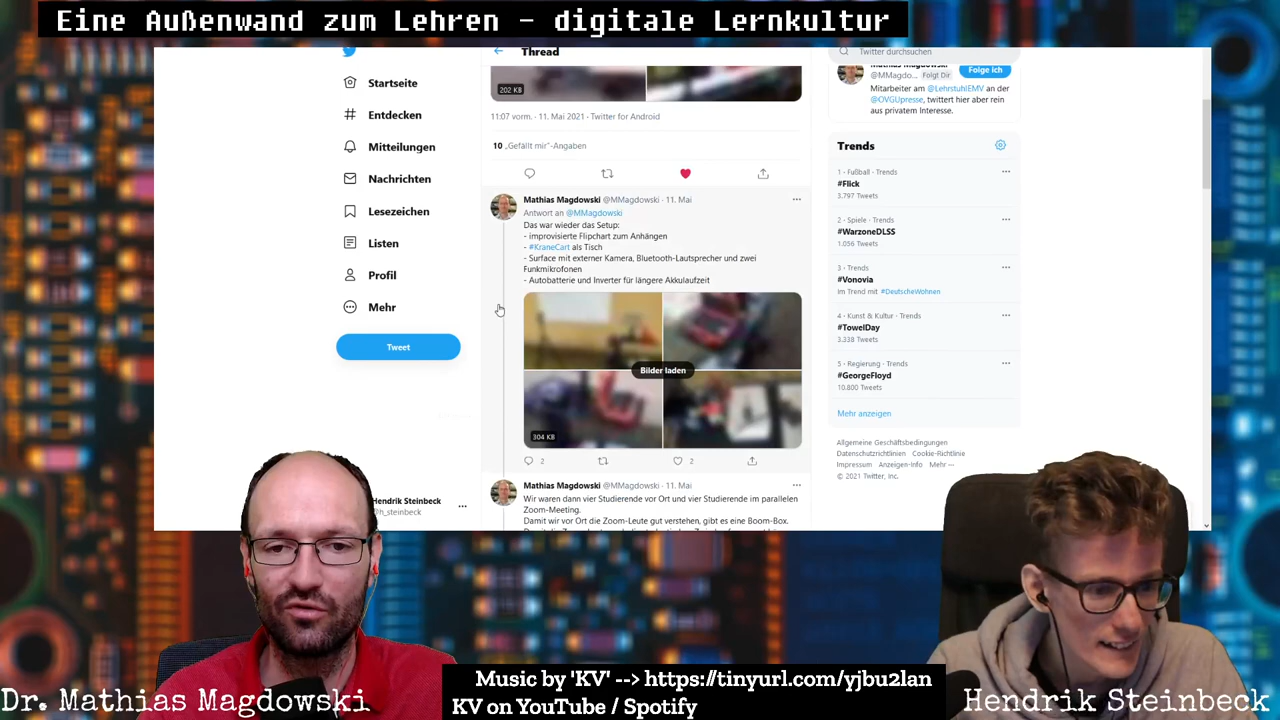 Eine Außenwand zum Lehren - digitale Lernkultur
Startseite
Entdecken
Mitteilungen
Nachrichten
Lesezeichen
Listen
Profil
Mehr
Tweet
Hendrik Steinbeck
@h_steinbeck
Thread
202 KB
11:07 vorm. · 11. Mai 2021 · Twitter for Android
10 „Gefällt mir"-Angaben
Mathias Magdowski @MMagdowski · 11. Mai
Antwort an @MMagdowski
Das war wieder das Setup:
- improvisierte Flipchart zum Anhängen
- #KraneCart als Tisch
- Surface mit externer Kamera, Bluetooth-Lautsprecher und zwei
Funkmikrofonen
- Autobatterie und Inverter für längere Akkulaufzeit
Bilder laden
304 KB
2
2
Mathias Magdowski @MMagdowski · 11. Mai
Wir waren dann vier Studierende vor Ort und vier Studierende im parallelen
Zoom-Meeting.
Damit wir vor Ort die Zoom-Leute gut verstehen, gibt es eine Boom-Box.
Twitter durchsuchen
Mathias Magdowski
@MMagdo... Folgt Dir
Folge ich
Mitarbeiter am @LehrstuhlEMV an der
@OVGUpresse, twittert hier aber rein
aus privatem Interesse.
Trends
1 · Fußball · Trends
#Flick
3.797 Tweets
2 · Spiele · Trends
#WarzoneDLSS
1.056 Tweets
3 · Trends
#Vonovia
Im Trend mit #DeutscheWohnen
4 · Kunst & Kultur · Trends
#TowelDay
3.338 Tweets
5 · Regierung · Trends
#GeorgeFloyd
10.800 Tweets
Mehr anzeigen
Allgemeine Geschäftsbedingungen
Datenschutzrichtlinien Cookie-Richtlinie
Impressum Anzeigen-Info Mehr ···
© 2021 Twitter, Inc.
Dr. Mathias Magdowski
Music by 'KV' --> https://tinyurl.com/yjbu2lan
KV on YouTube / Spotify
Hendrik Steinbeck